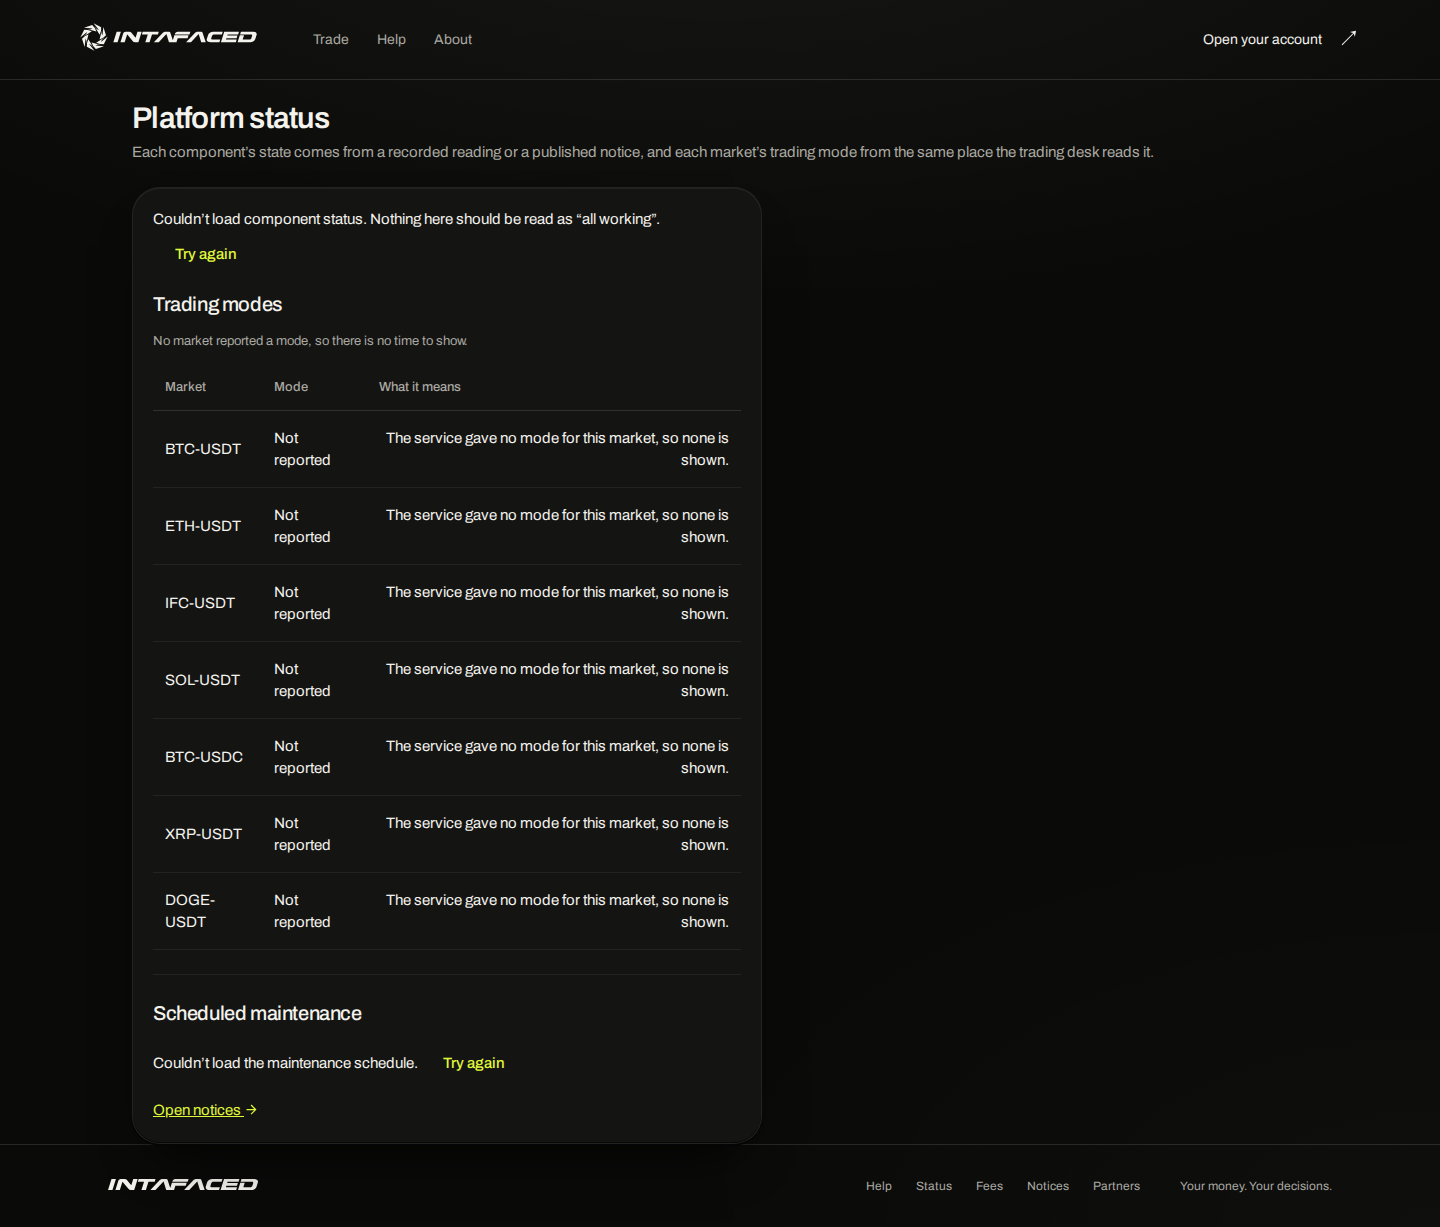 INTAFACED
Trade Help About
Open your account
Platform status
Each component’s state comes from a recorded reading or a published notice, and each market’s trading mode from the same place the trading desk reads it.
Couldn’t load component status. Nothing here should be read as “all working”.
Try again
Trading modes
No market reported a mode, so there is no time to show.
Market Mode What it means
BTC-USDT
Not
reported
The service gave no mode for this market, so none is
shown.
ETH-USDT
Not
reported
The service gave no mode for this market, so none is
shown.
IFC-USDT
Not
reported
The service gave no mode for this market, so none is
shown.
SOL-USDT
Not
reported
The service gave no mode for this market, so none is
shown.
BTC-USDC
Not
reported
The service gave no mode for this market, so none is
shown.
XRP-USDT
Not
reported
The service gave no mode for this market, so none is
shown.
DOGE-
USDT
Not
reported
The service gave no mode for this market, so none is
shown.
Scheduled maintenance
Couldn’t load the maintenance schedule. Try again
Open notices →
INTAFACED
Help Status Fees Notices Partners Your money. Your decisions.